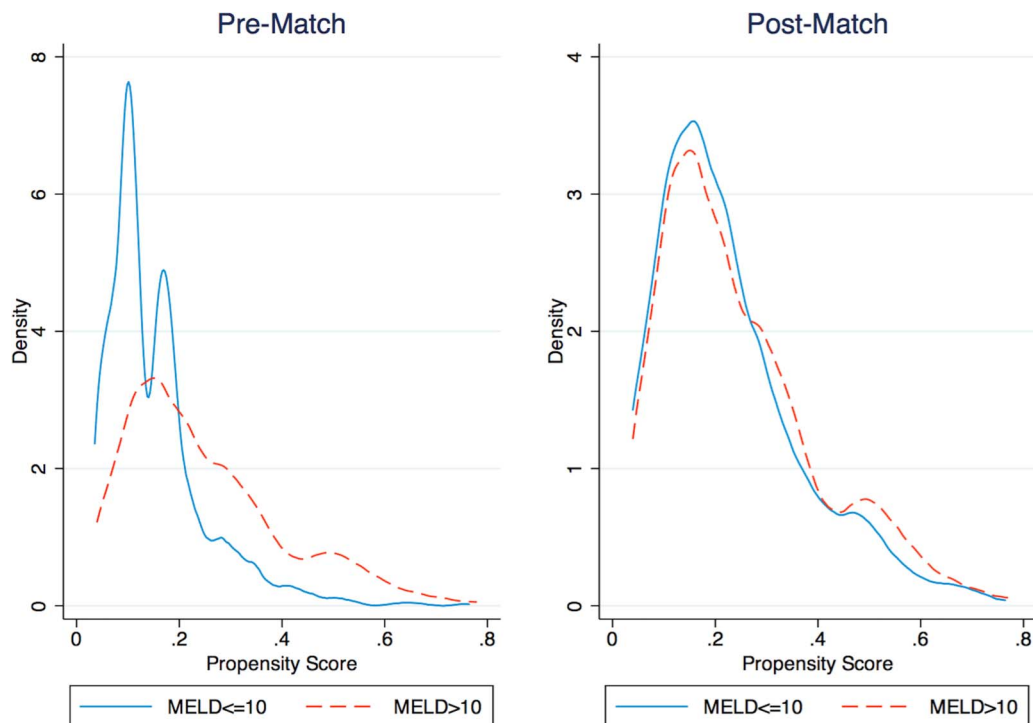 Pre-Match
8
6
4
2
0
Density
0
.2
.4
.6
.8
Propensity Score
MELD<=10
MELD>10
Post-Match
4
3
2
1
0
Density
0
.2
.4
.6
.8
Propensity Score
MELD<=10
MELD>10